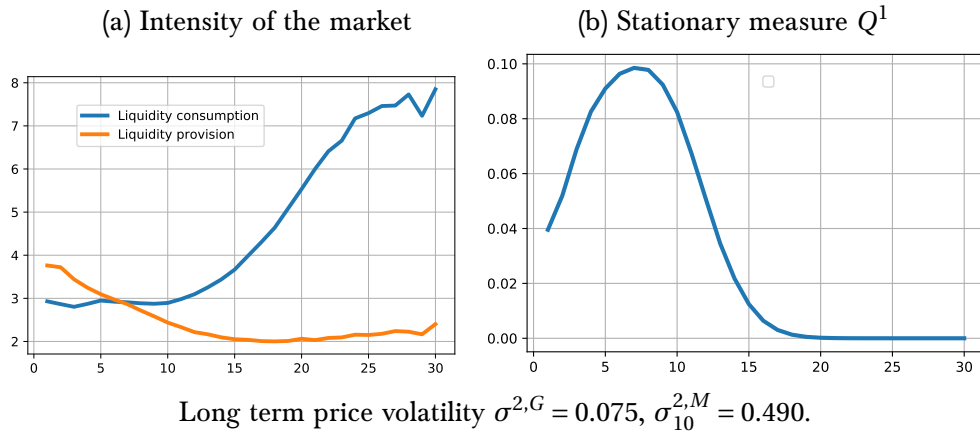 (a) Intensity of the market
(b) Stationary measure Q¹
8
7
6
5
4
3
2
Liquidity consumption
Liquidity provision
0 5 10 15 20 25 30
0.10
0.08
0.06
0.04
0.02
0.00
0 5 10 15 20 25 30
Long term price volatility σ^{2,G} = 0.075, σ_{10}^{2,M} = 0.490.